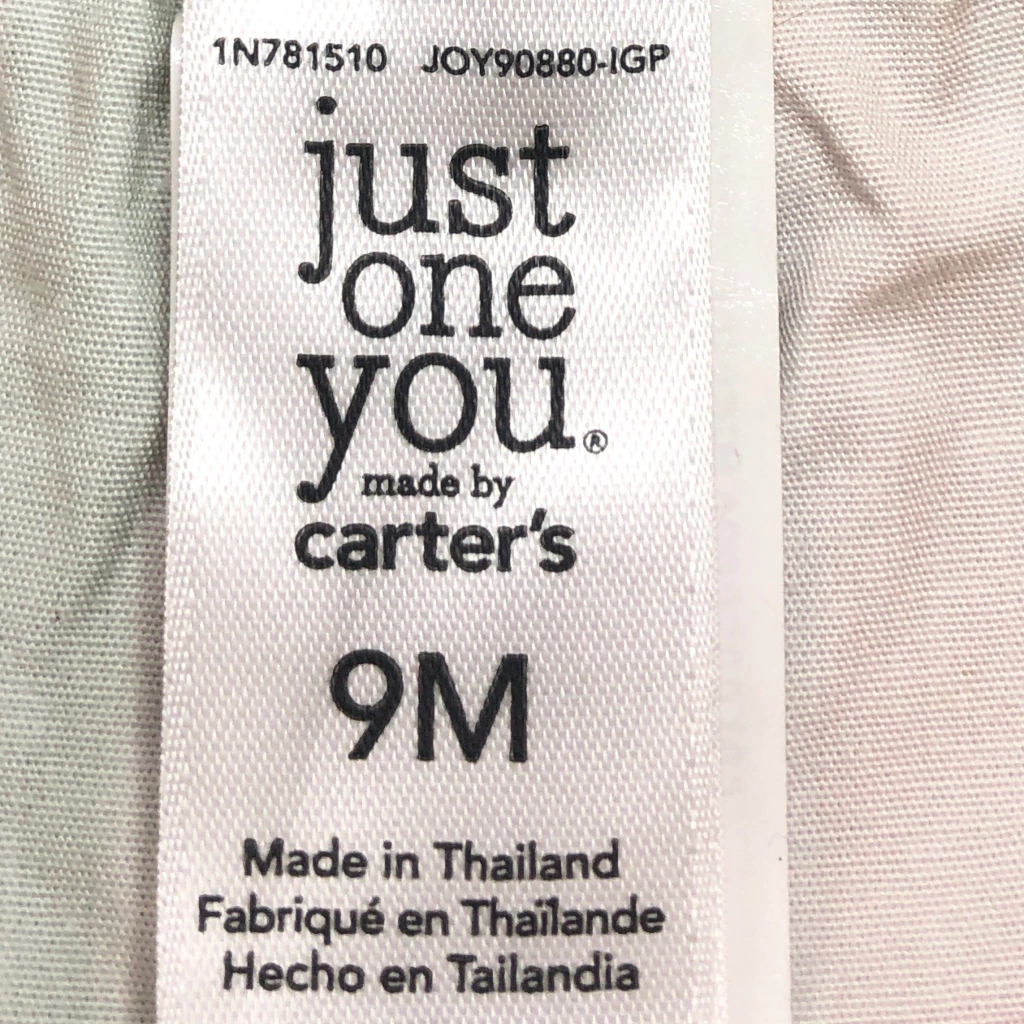 1N781510 JOY90880-IGP
just
one
you®
made by
carter's
9M
Made in Thailand
Fabriqué en Thaïlande
Hecho en Tailandia